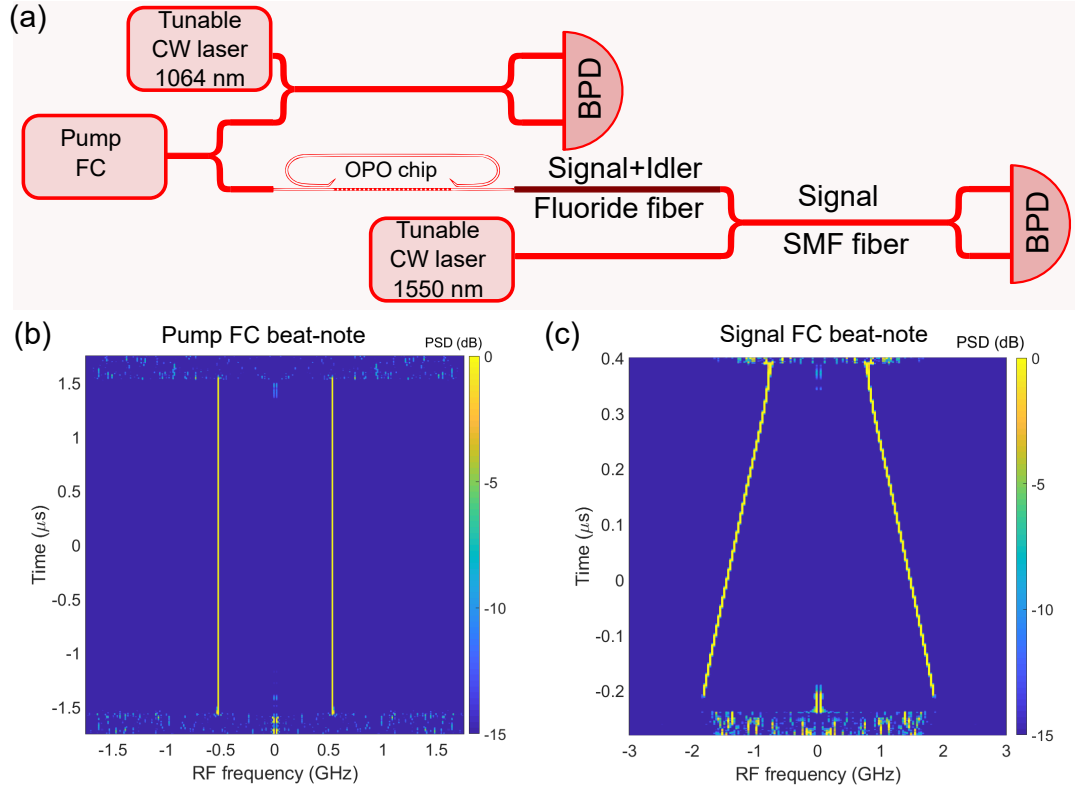 (a)
Tunable
CW laser
1064 nm
BPD
Pump
FC
OPO chip
Signal+Idler
Fluoride fiber
Signal
SMF fiber
BPD
Tunable
CW laser
1550 nm
(b)
Pump FC beat-note
PSD (dB)
1.5
1
0.5
0
-0.5
-1
-1.5
Time (μs)
-1.5 -1 -0.5 0 0.5 1 1.5
RF frequency (GHz)
0
-5
-10
-15
(c)
Signal FC beat-note
PSD (dB)
0.4
0.3
0.2
0.1
0
-0.1
-0.2
Time (μs)
-3 -2 -1 0 1 2 3
RF frequency (GHz)
0
-5
-10
-15